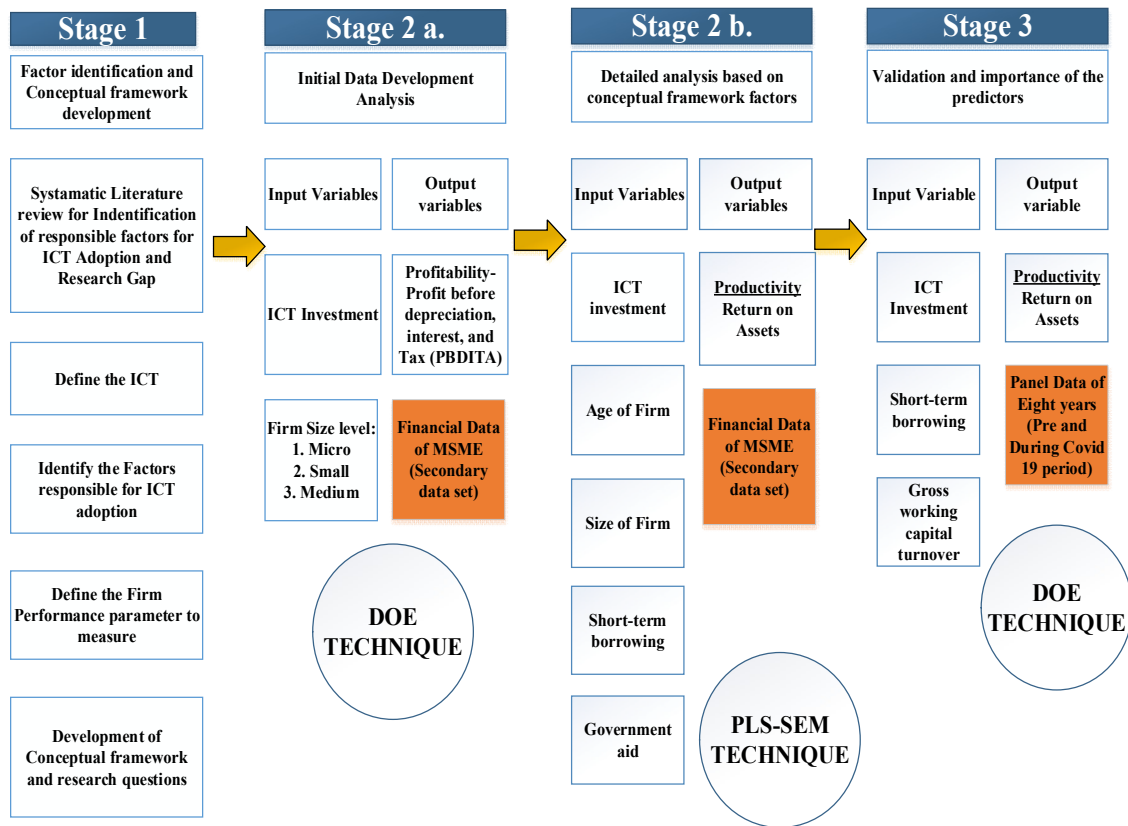 Stage 1
Factor identification and
Conceptual framework
development
Systamatic Literature
review for Indentification
of responsible factors for
ICT Adoption and
Research Gap
Define the ICT
Identify the Factors
responsible for ICT
adoption
Define the Firm
Performance parameter to
measure
Development of
Conceptual framework
and research questions
Stage 2 a.
Initial Data Development
Analysis
Input Variables
Output
variables
ICT Investment
Profitability-
Profit before
depreciation,
interest, and
Tax (PBDITA)
Firm Size level:
1. Micro
2. Small
3. Medium
Financial Data
of MSME
(Secondary
data set)
DOE
TECHNIQUE
Stage 2 b.
Detailed analysis based on
conceptual framework factors
Input Variables
Output
variables
ICT
investment
Productivity
Return on
Assets
Age of Firm
Financial Data
of MSME
(Secondary
data set)
Size of Firm
Short-term
borrowing
Government
aid
PLS-SEM
TECHNIQUE
Stage 3
Validation and importance of the
predictors
Input Variable
Output
variable
ICT
Investment
Productivity
Return on
Assets
Short-term
borrowing
Panel Data of
Eight years
(Pre and
During Covid
19 period)
Gross
working
capital
turnover
DOE
TECHNIQUE